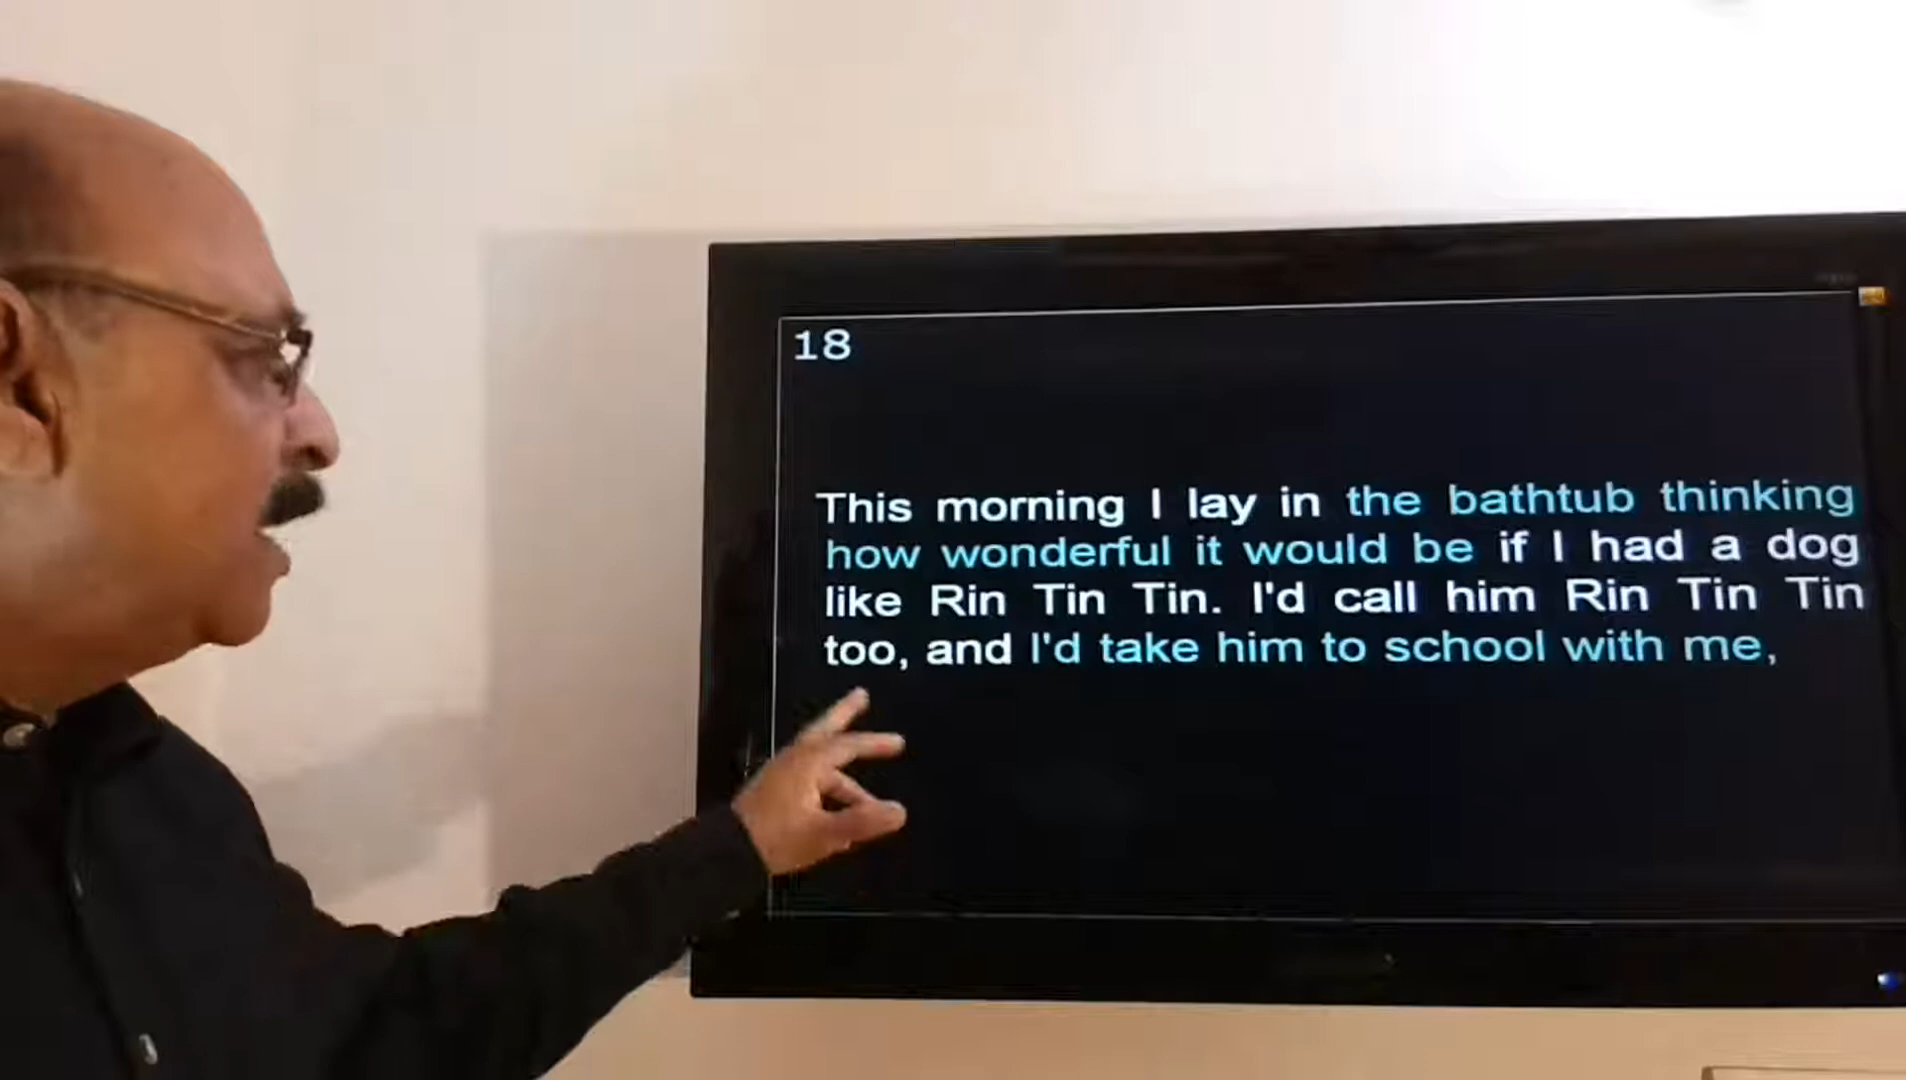 18
This morning I lay in the bathtub thinking
how wonderful it would be if I had a dog
like Rin Tin Tin. I'd call him Rin Tin Tin
too, and I'd take him to school with me,